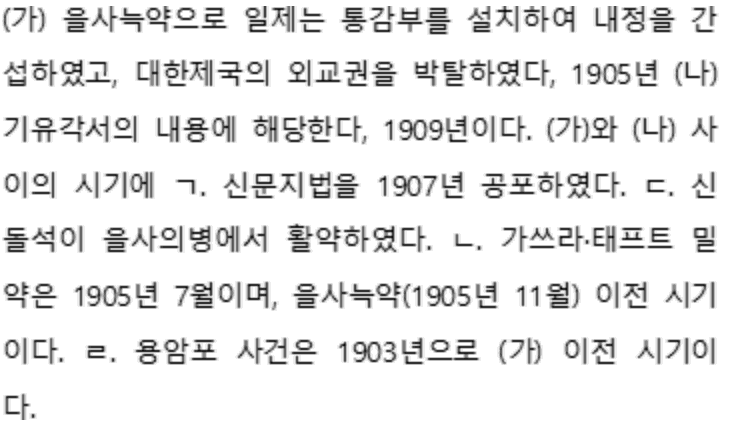 (가) 을사늑약으로 일제는 통감부를 설치하여 내정을 간
섭하였고, 대한제국의 외교권을 박탈하였다, 1905년 (나)
기유각서의 내용에 해당한다, 1909년이다. (가)와 (나) 사
이의 시기에 ㄱ. 신문지법을 1907년 공포하였다. ㄷ. 신
돌석이 을사의병에서 활약하였다. ㄴ. 가쓰라·태프트 밀
약은 1905년 7월이며, 을사늑약(1905년 11월) 이전 시기
이다. ㄹ. 용암포 사건은 1903년으로 (가) 이전 시기이
다.